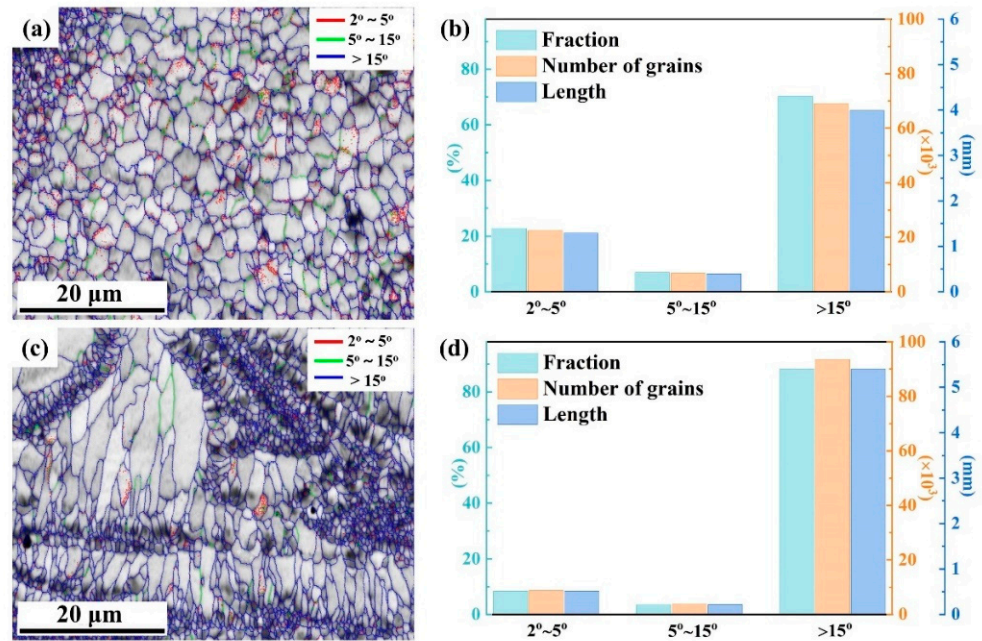 (a)
2° ~ 5°
5° ~ 15°
> 15°
20 μm
(b)
Fraction
Number of grains
Length
80
60
40
20
0
(%)
100
80
60
40
20
0
(×10³)
6
5
4
3
2
1
0
(mm)
2°~5°
5°~15°
>15°
(c)
2° ~ 5°
5° ~ 15°
> 15°
20 μm
(d)
Fraction
Number of grains
Length
80
60
40
20
0
(%)
100
80
60
40
20
0
(×10³)
6
5
4
3
2
1
0
(mm)
2°~5°
5°~15°
>15°